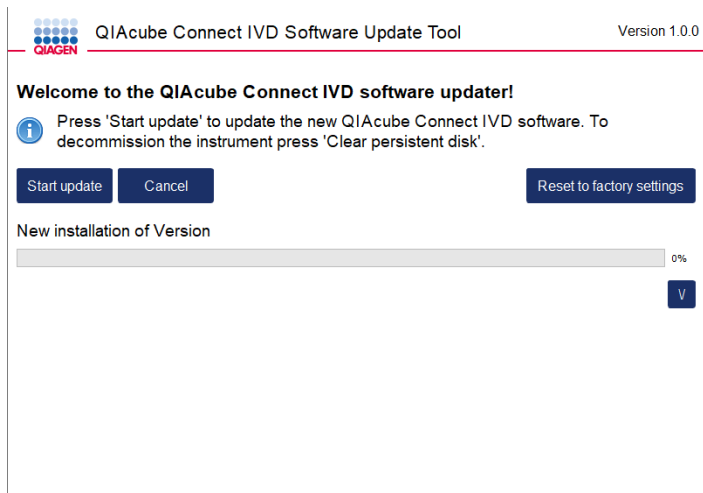 QIAGEN
QIAcube Connect IVD Software Update Tool
Version 1.0.0
Welcome to the QIAcube Connect IVD software updater!
Press 'Start update' to update the new QIAcube Connect IVD software. To
decommission the instrument press 'Clear persistent disk'.
Start update
Cancel
Reset to factory settings
New installation of Version
0%
V